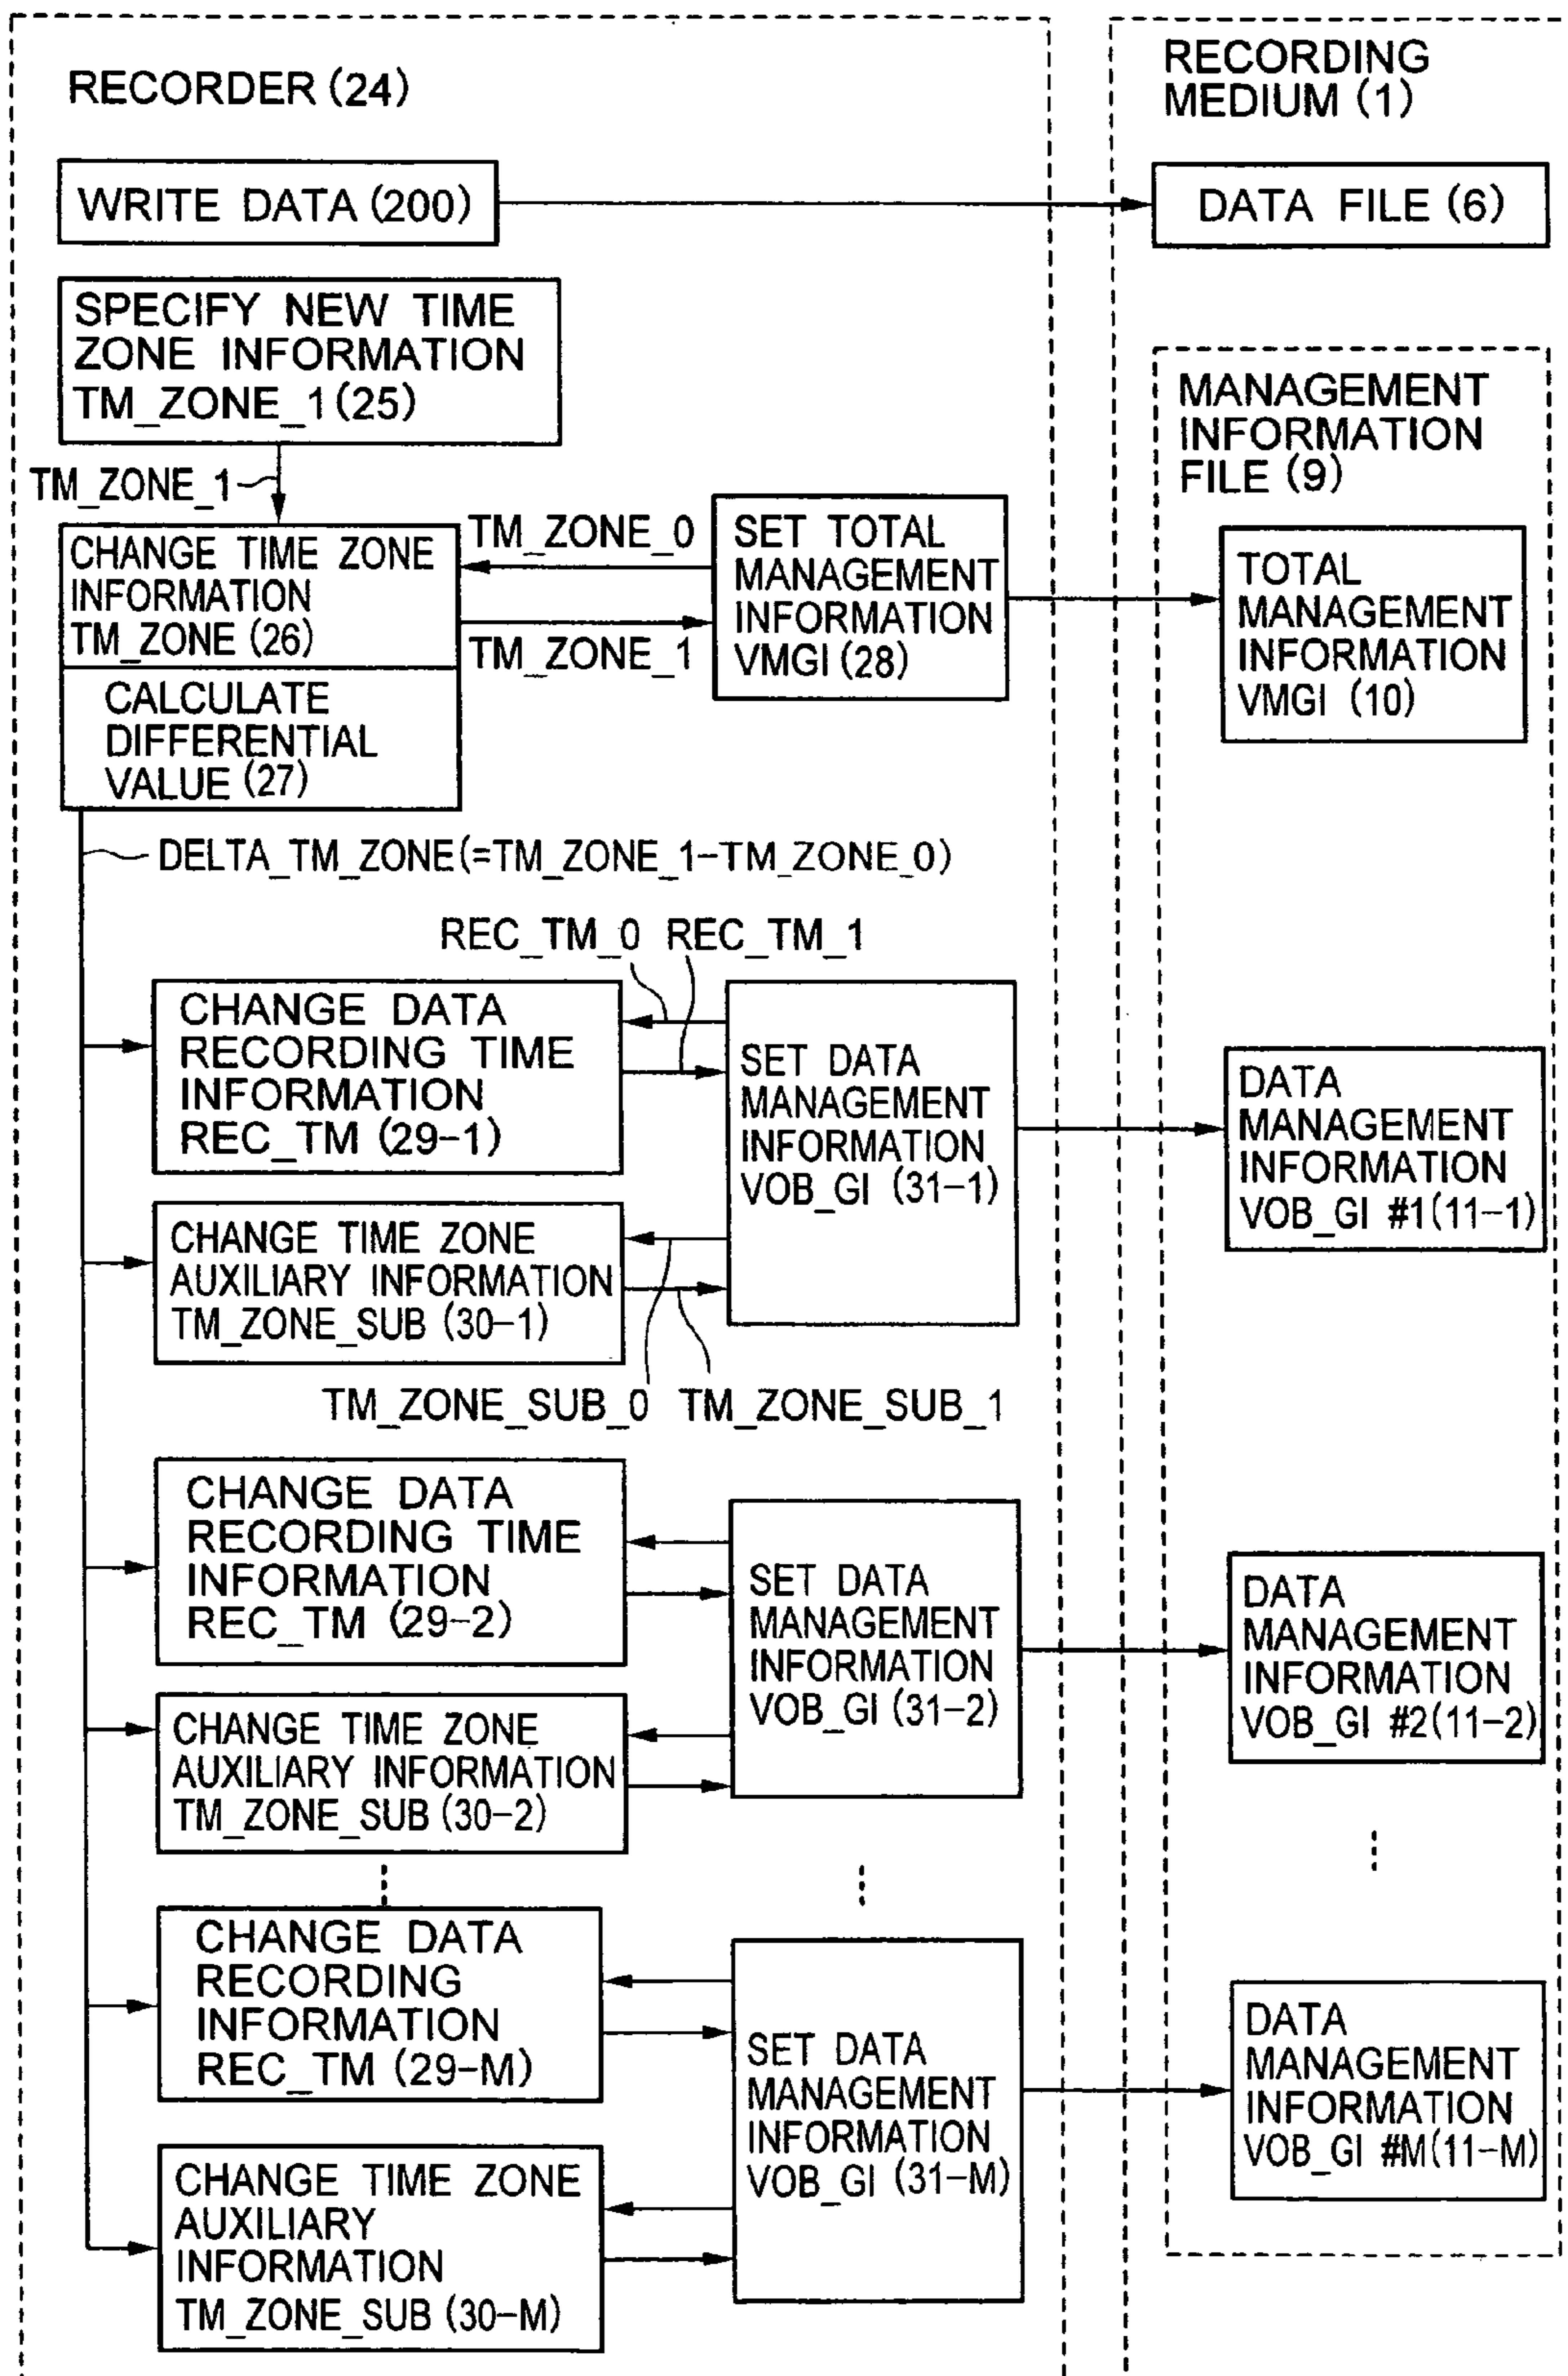 RECORDER (24)
RECORDING
MEDIUM (1)
WRITE DATA (200)
DATA FILE (6)
SPECIFY NEW TIME
ZONE INFORMATION
TM_ZONE_1 (25)
MANAGEMENT
INFORMATION
FILE (9)
TM_ZONE_1
CHANGE TIME ZONE
INFORMATION
TM_ZONE (26)
TM_ZONE_0
TM_ZONE_1
SET TOTAL
MANAGEMENT
INFORMATION
VMGI (28)
TOTAL
MANAGEMENT
INFORMATION
VMGI (10)
CALCULATE
DIFFERENTIAL
VALUE (27)
DELTA_TM_ZONE(=TM_ZONE_1-TM_ZONE_0)
REC_TM_0 REC_TM_1
CHANGE DATA
RECORDING TIME
INFORMATION
REC_TM (29-1)
SET DATA
MANAGEMENT
INFORMATION
VOB_GI (31-1)
DATA
MANAGEMENT
INFORMATION
VOB_GI #1(11-1)
CHANGE TIME ZONE
AUXILIARY INFORMATION
TM_ZONE_SUB (30-1)
TM_ZONE_SUB_0 TM_ZONE_SUB_1
CHANGE DATA
RECORDING TIME
INFORMATION
REC_TM (29-2)
SET DATA
MANAGEMENT
INFORMATION
VOB_GI (31-2)
DATA
MANAGEMENT
INFORMATION
VOB_GI #2(11-2)
CHANGE TIME ZONE
AUXILIARY INFORMATION
TM_ZONE_SUB (30-2)
CHANGE DATA
RECORDING
INFORMATION
REC_TM (29-M)
SET DATA
MANAGEMENT
INFORMATION
VOB_GI (31-M)
DATA
MANAGEMENT
INFORMATION
VOB_GI #M(11-M)
CHANGE TIME ZONE
AUXILIARY
INFORMATION
TM_ZONE_SUB (30-M)